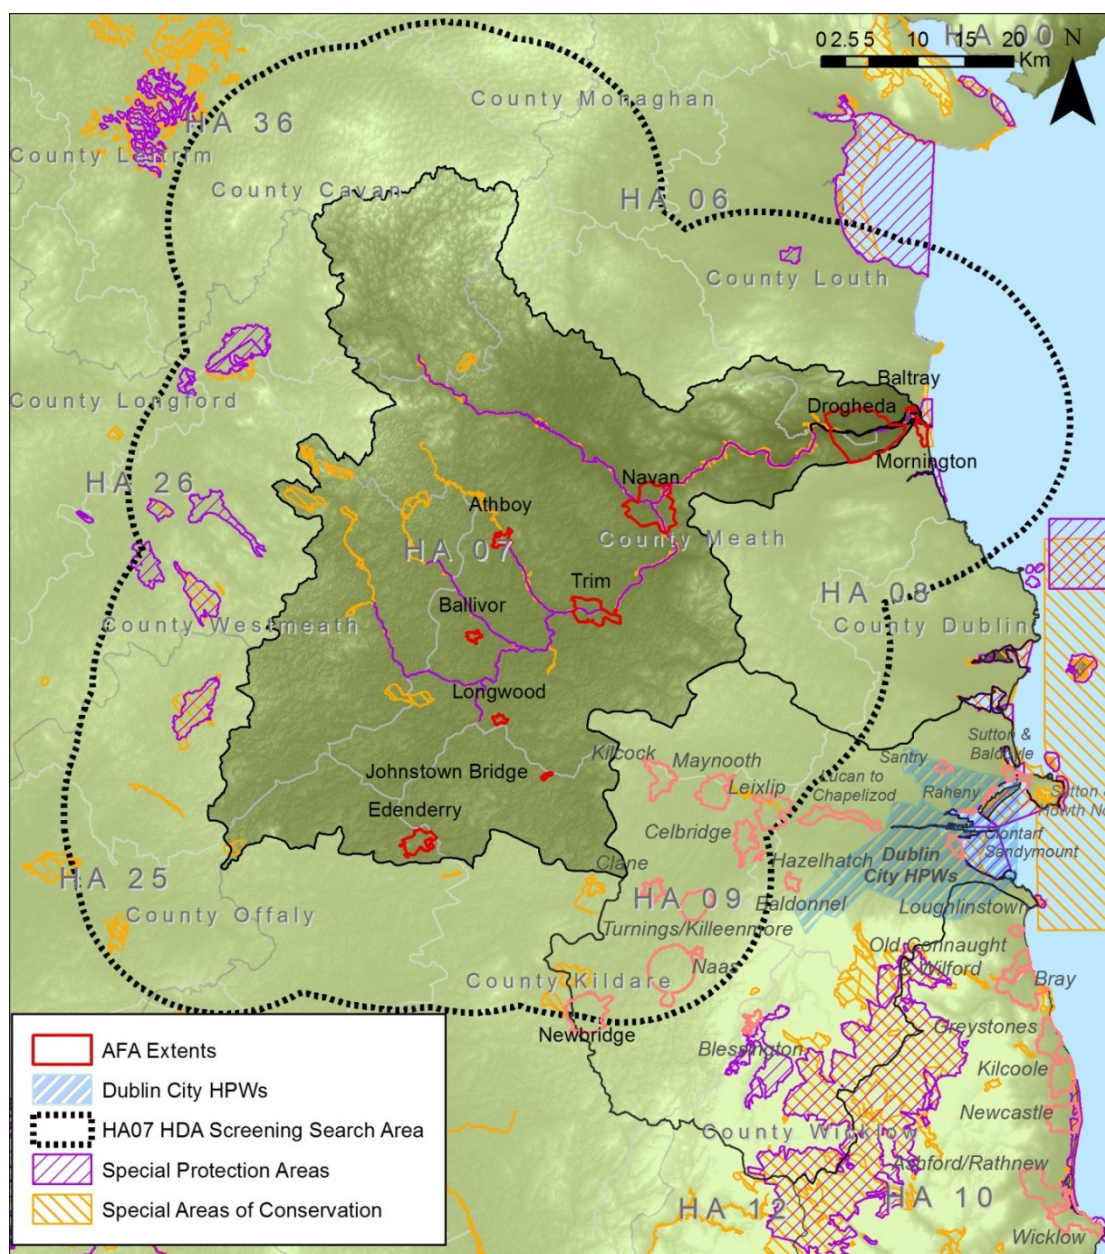 HA 00
0 2.5 5 10 15 20
Km
N
County Monaghan
HA 36
County Leitrim
County Cavan
HA 06
County Louth
County Longford
Baltray
Drogheda
Mornington
HA 26
Navan
Athboy
County Meath
HA 07
Trim
HA 08
Ballivor
County Westmeath
County Dublin
Longwood
Sutton &
Baldoyle
Kilcock
Maynooth
Santry
Johnstown Bridge
Leixlip
Lucan to
Chapelizod
Raheny
Sutton &
Howth No
Edenderry
Celbridge
Clontarf
Sandymount
Clane
Hazelhatch
Dublin
City HPWs
HA 25
HA 09
Baldonnel
Loughlinstown
County Offaly
Turnings/Killeenmore
Old Connaught
& Wilford
Naas
County Kildare
Bray
Newbridge
Greystones
Blessington
Kilcoole
Newcastle
County Wicklow
Ashford/Rathnew
HA 12
HA 10
Wicklow
AFA Extents
Dublin City HPWs
HA07 HDA Screening Search Area
Special Protection Areas
Special Areas of Conservation